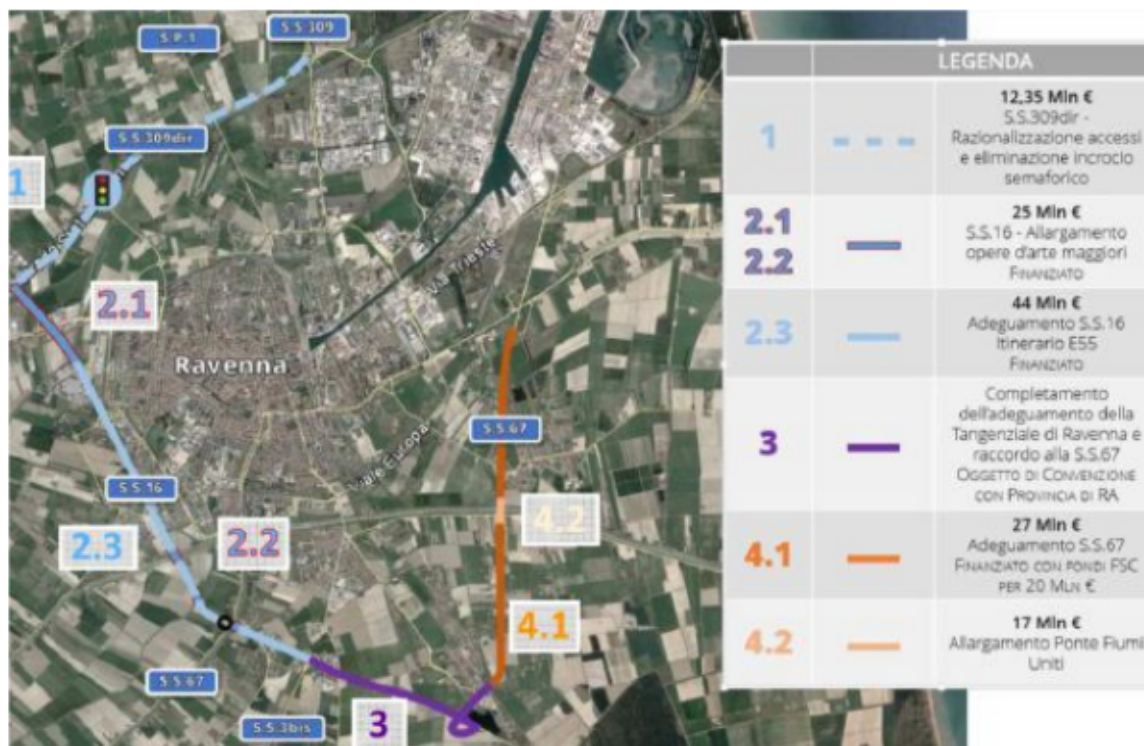 S.P.1
S.S.309
S.S.309dir
1
2.1
Ravenna
Via Trieste
S.S.67
Viale Europa
S.S.16
2.3
2.2
4.2
4.1
S.S.67
S.S.3bis
3
LEGENDA
1
12,35 Mln €
S.S.309dir -
Razionalizzazione accessi
e eliminazione incrocio
semaforico
2.1
2.2
25 Mln €
S.S.16 - Allargamento
opere d'arte maggiori
FINANZIATO
2.3
44 Mln €
Adeguamento S.S.16
Itinerario E55
FINANZIATO
3
Completamento
dell'adeguamento della
Tangenziale di Ravenna e
raccordo alla S.S.67
OGGETTO DI CONVENZIONE
CON PROVINCIA DI RA
4.1
27 Mln €
Adeguamento S.S.67
FINANZIATO CON FONDI FSC
PER 20 MLN €
4.2
17 Mln €
Allargamento Ponte Fiumi
Uniti